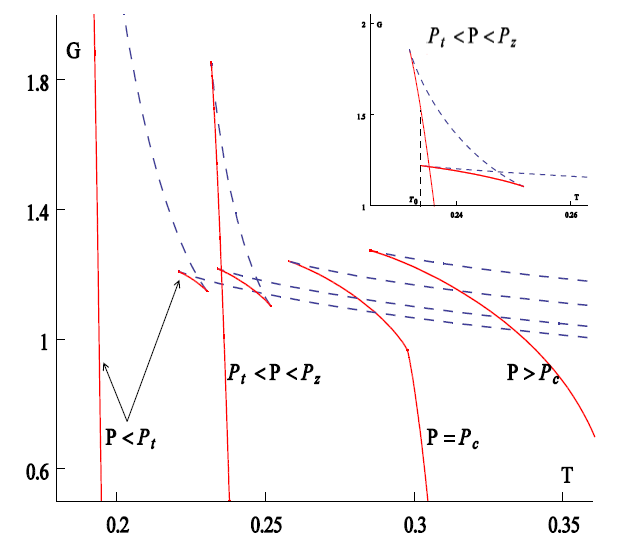 G
1.8
1.4
1
0.6
0.2
0.25
0.3
0.35
T
P < P_t
P_t < P < P_z
P = P_c
P > P_c
P_t < P < P_z
2
G
1.5
1
T_0
0.24
0.26
T